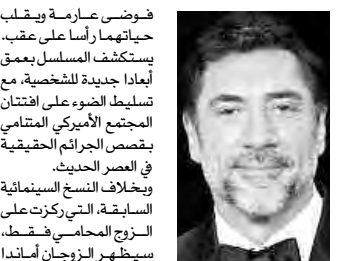 فوضى عارمة ويقلب
حياتهما رأسا على عقب.
يستكشف المسلسل بعمق
أبعادا جديدة للشخصية، مع
تسليط الضوء على افتتان
المجتمع الأميركي المتنامي
بقصص الجرائم الحقيقية
في العصر الحديث.
وبخلاف النسخ السينمائية
السابقة، التي ركزت على
الزوج المحامي فقط،
سيظهر الزوجان أماندا